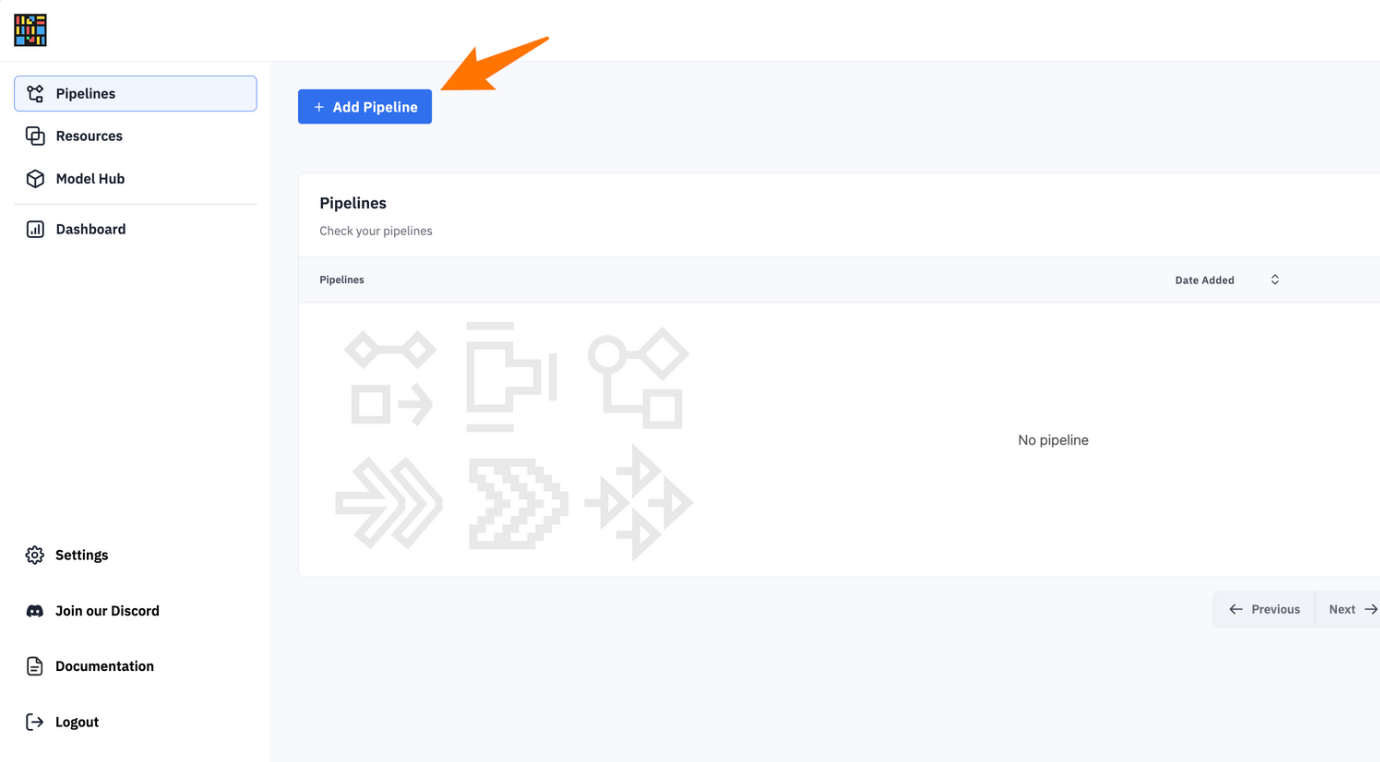 Pipelines
Resources
Model Hub
Dashboard
Settings
Join our Discord
Documentation
Logout
+ Add Pipeline
Pipelines
Check your pipelines
Pipelines
Date Added
No pipeline
Previous
Next